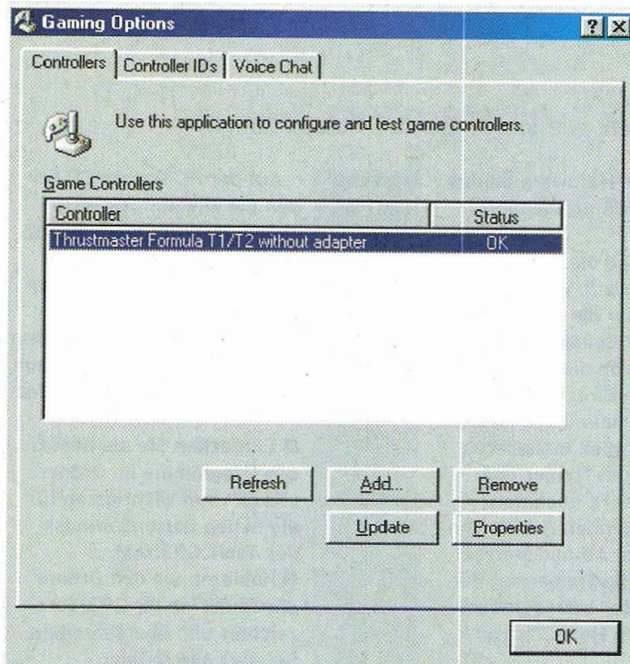 Gaming Options
Controllers
Controller IDs
Voice Chat
Use this application to configure and test game controllers.
Game Controllers
Controller
Status
Thrustmaster Formula T1/T2 without adapter
OK
Refresh
Add...
Remove
Update
Properties
OK